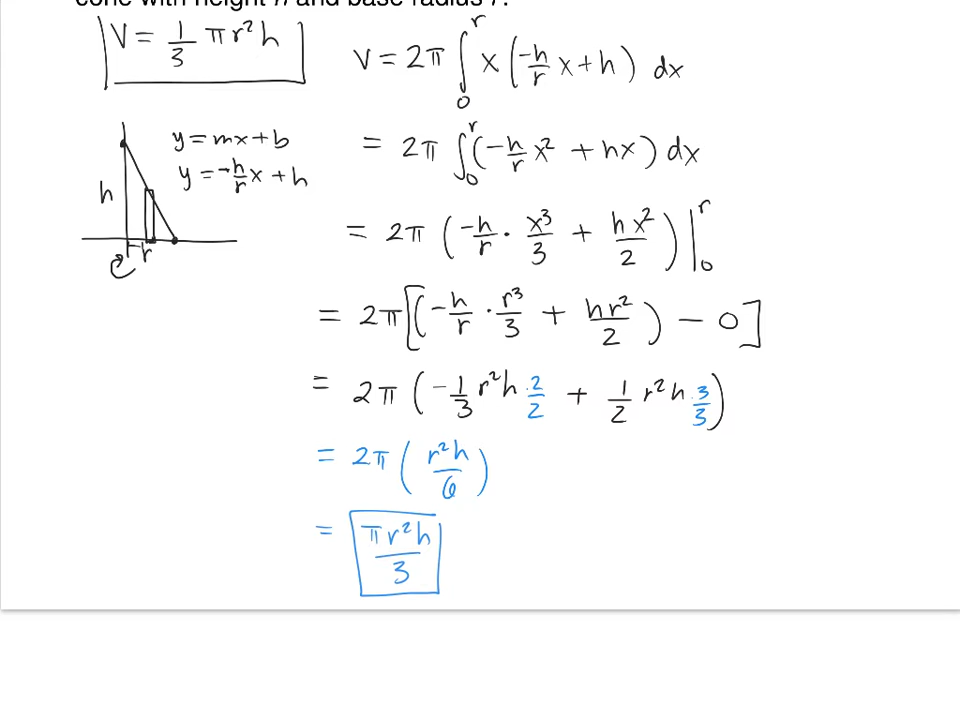 cone with height h and base radius r.
V = 1/3 πr²h
V = 2π ∫₀ʳ x(-h/r x + h) dx
y = mx + b
y = -h/r x + h
h
r
= 2π ∫₀ʳ (-h/r x² + hx) dx
= 2π (-h/r · x³/3 + hx²/2)|₀ʳ
= 2π[(-h/r · r³/3 + hr²/2) - 0]
= 2π (-1/3 r²h 2/2 + 1/2 r²h 3/3)
= 2π (r²h/6)
= πr²h/3